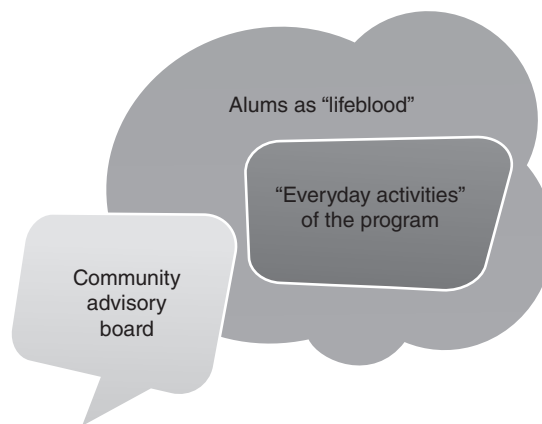 Alums as “lifeblood”
“Everyday activities”
of the program
Community
advisory
board